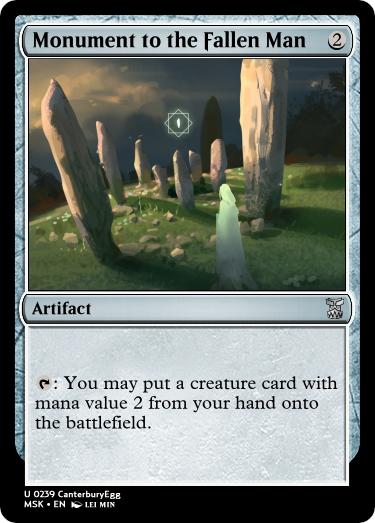 Monument to the Fallen Man 2
Artifact
: You may put a creature card with
mana value 2 from your hand onto
the battlefield.
U 0239 CanterburyEgg
MSK • EN LEI MIN